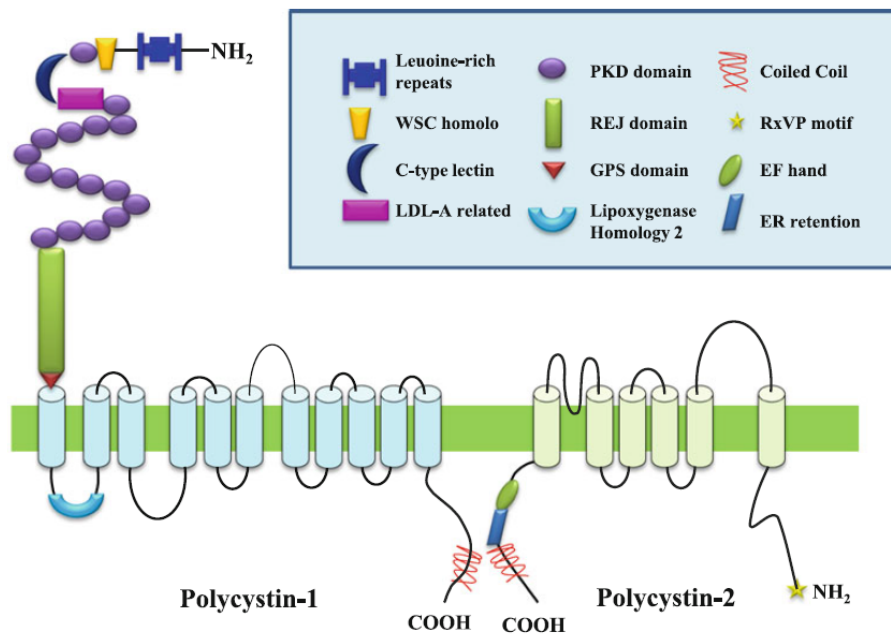 NH2
Leuoine-rich
repeats
WSC homolo
C-type lectin
LDL-A related
PKD domain
REJ domain
GPS domain
Lipoxygenase
Homology 2
Coiled Coil
RxVP motif
EF hand
ER retention
Polycystin-1
COOH
COOH
Polycystin-2
NH2